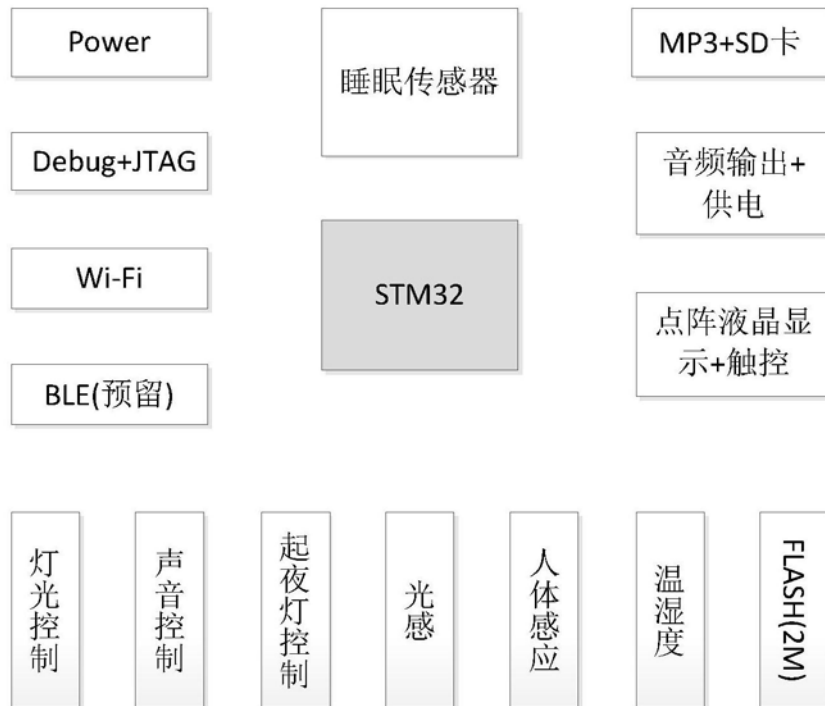 Power
睡眠传感器
MP3+SD卡
Debug+JTAG
音频输出+
供电
Wi-Fi
STM32
点阵液晶显
示+触控
BLE(预留)
灯光控制
声音控制
起夜灯控制
光感
人体感应
温湿度
FLASH(2M)